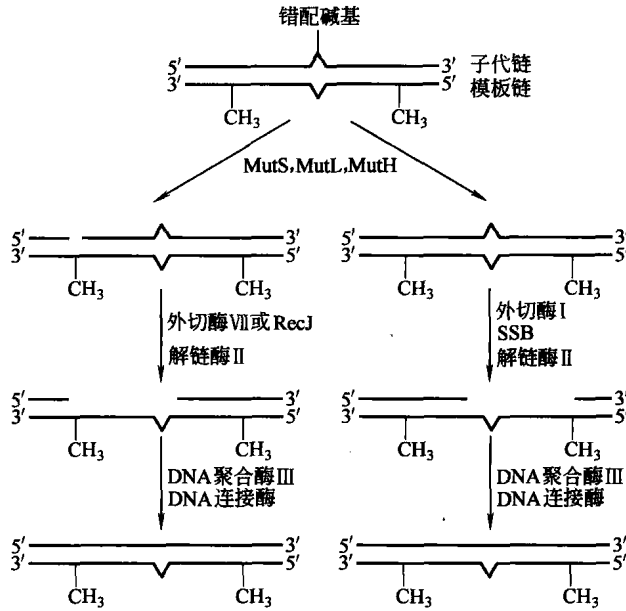 错配碱基
5′ 3′ 子代链
3′ 5′ 模板链
CH3 CH3
MutS,MutL,MutH
5′ 3′ 5′ 3′
3′ 5′ 3′ 5′
CH3 CH3 CH3 CH3
外切酶Ⅶ或RecJ
解链酶Ⅱ
外切酶Ⅰ
SSB
解链酶Ⅱ
5′ 3′ 5′ 3′
3′ 5′ 3′ 5′
CH3 CH3 CH3 CH3
DNA聚合酶Ⅲ
DNA连接酶
DNA聚合酶Ⅲ
DNA连接酶
5′ 3′ 5′ 3′
3′ 5′ 3′ 5′
CH3 CH3 CH3 CH3